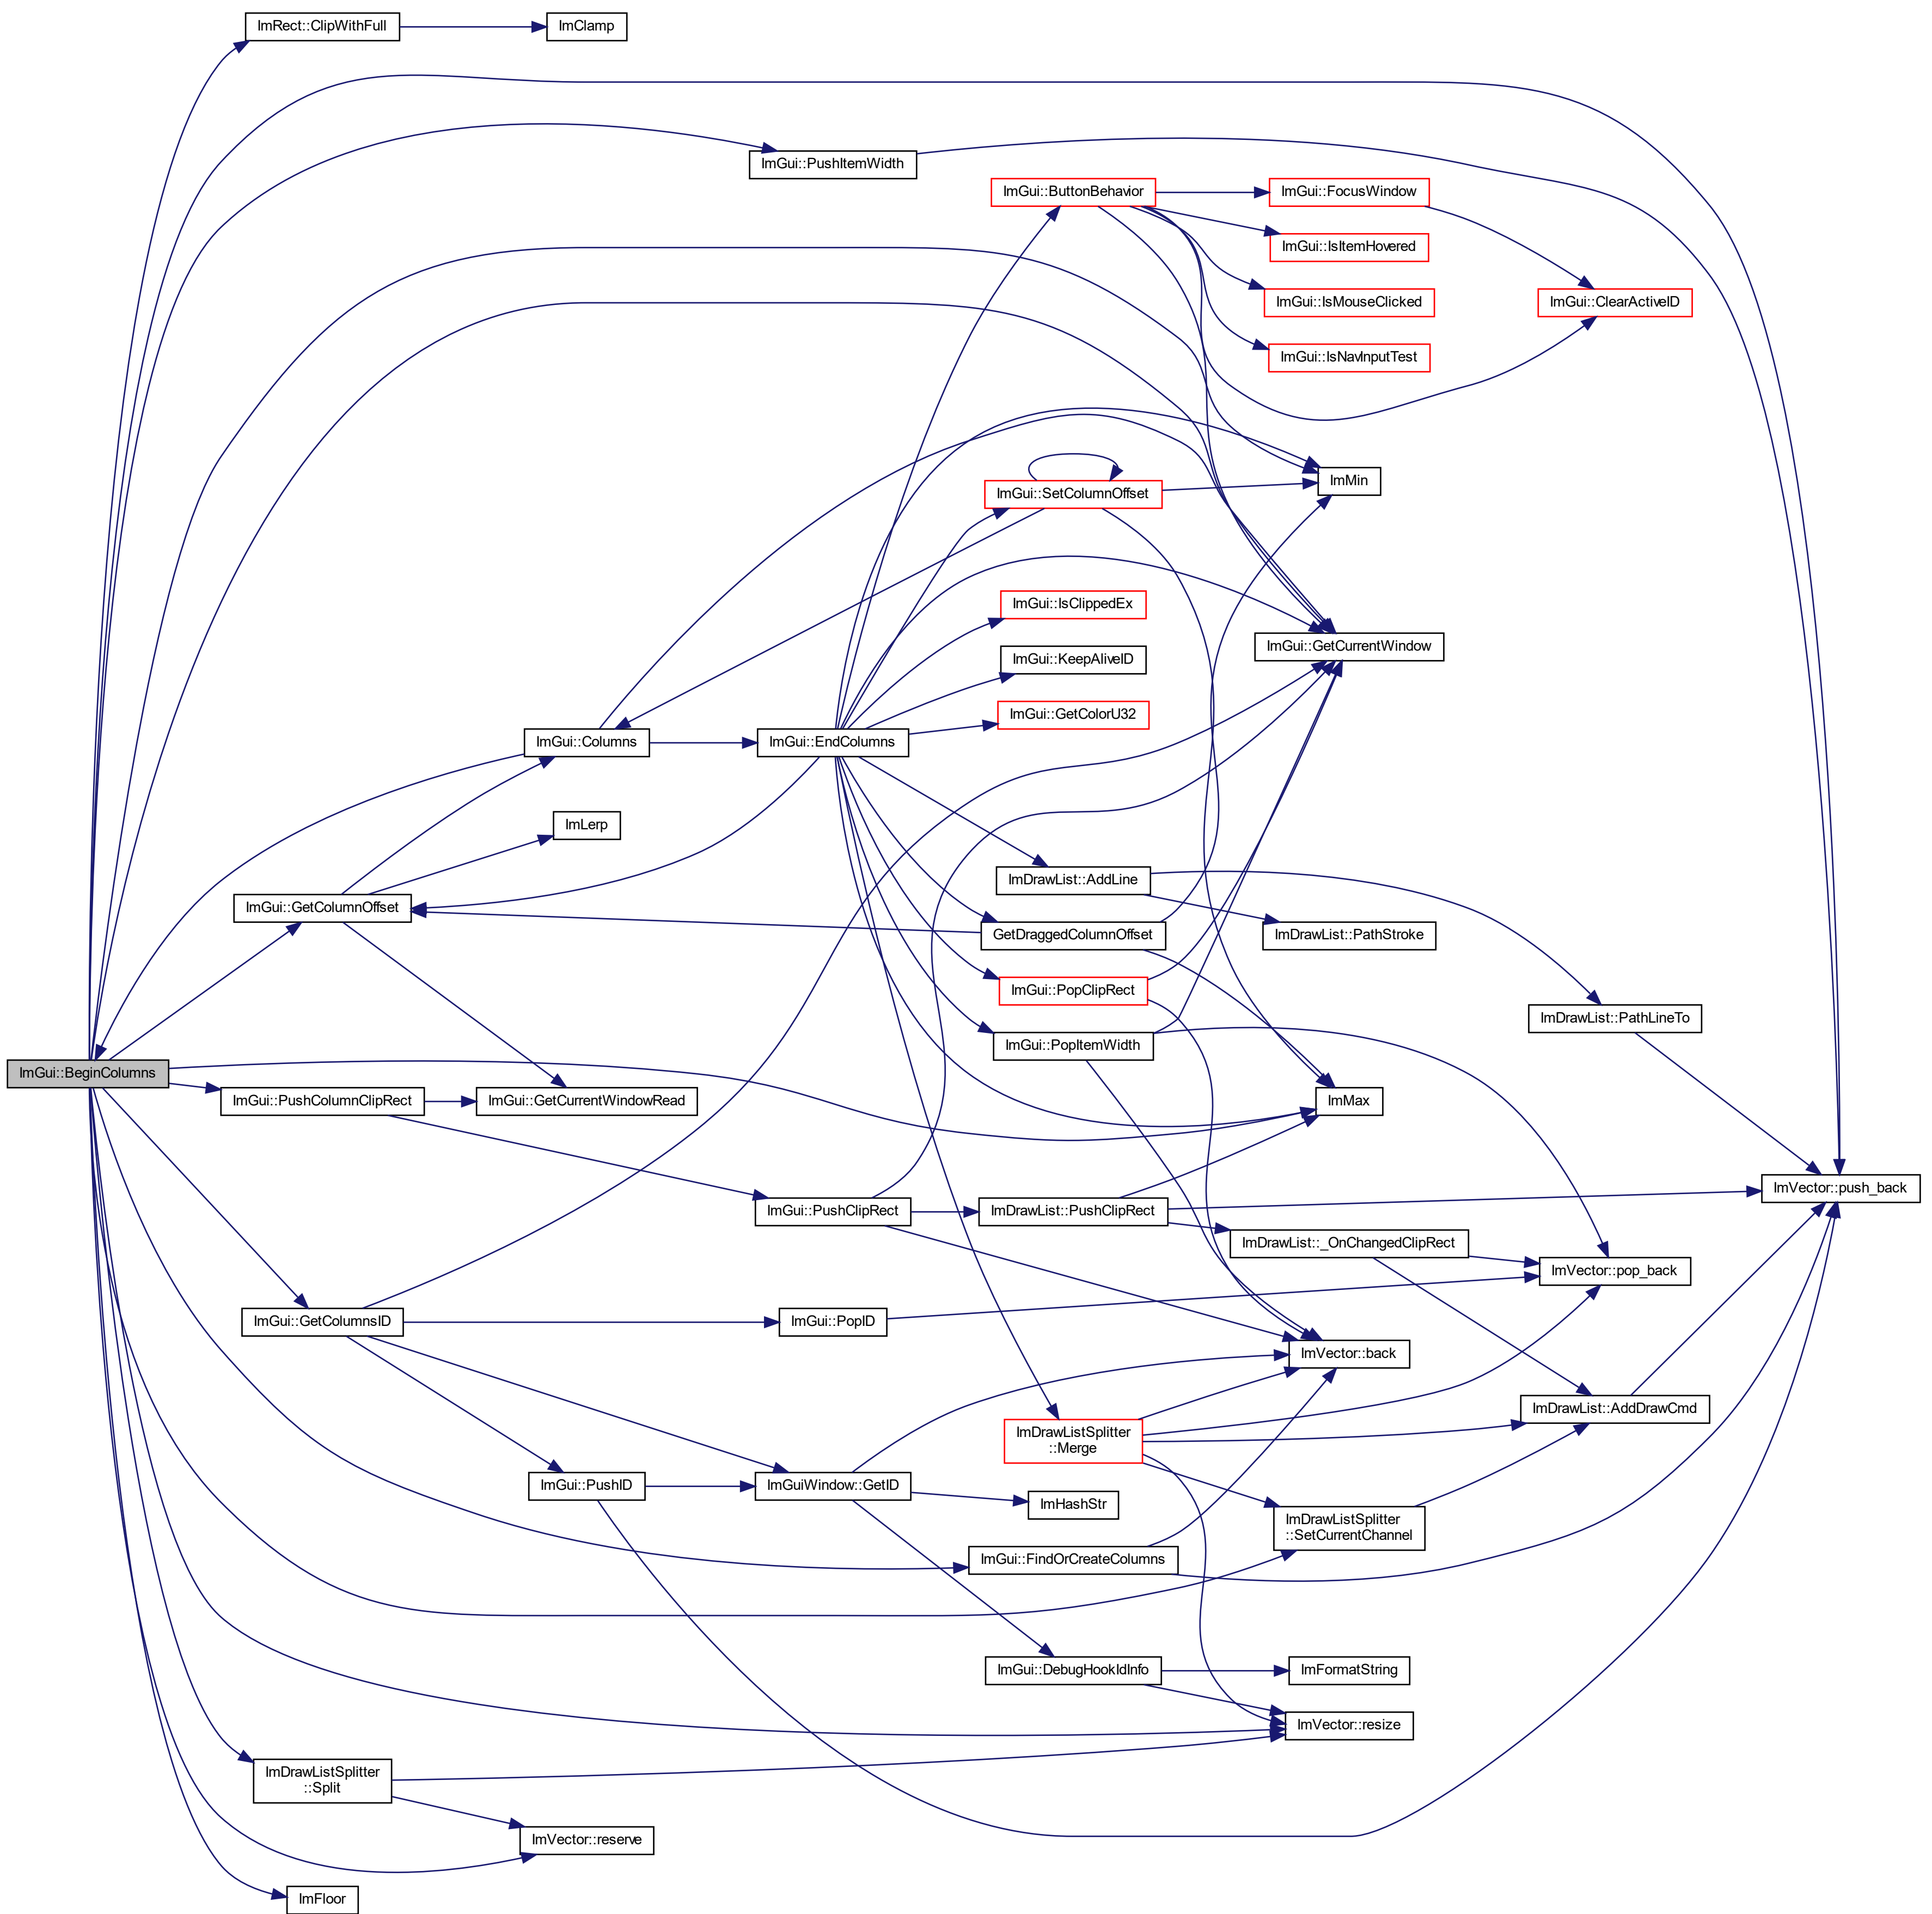 ImRect::ClipWithFull
ImClamp
ImGui::PushItemWidth
ImGui::ButtonBehavior
ImGui::FocusWindow
ImGui::IsItemHovered
ImGui::IsMouseClicked
ImGui::ClearActiveID
ImGui::IsNavInputTest
ImMin
ImGui::SetColumnOffset
ImGui::IsClippedEx
ImGui::GetCurrentWindow
ImGui::KeepAliveID
ImGui::GetColorU32
ImGui::Columns
ImGui::EndColumns
ImLerp
ImDrawList::AddLine
ImGui::GetColumnOffset
GetDraggedColumnOffset
ImDrawList::PathStroke
ImGui::PopClipRect
ImDrawList::PathLineTo
ImGui::PopItemWidth
ImGui::BeginColumns
ImGui::PushColumnClipRect
ImGui::GetCurrentWindowRead
ImMax
ImVector::push_back
ImGui::PushClipRect
ImDrawList::PushClipRect
ImDrawList::_OnChangedClipRect
ImVector::pop_back
ImGui::GetColumnsID
ImGui::PopID
ImVector::back
ImDrawList::AddDrawCmd
ImDrawListSplitter
::Merge
ImGui::PushID
ImGuiWindow::GetID
ImHashStr
ImDrawListSplitter
::SetCurrentChannel
ImGui::FindOrCreateColumns
ImGui::DebugHookIdInfo
ImFormatString
ImVector::resize
ImDrawListSplitter
::Split
ImVector::reserve
ImFloor